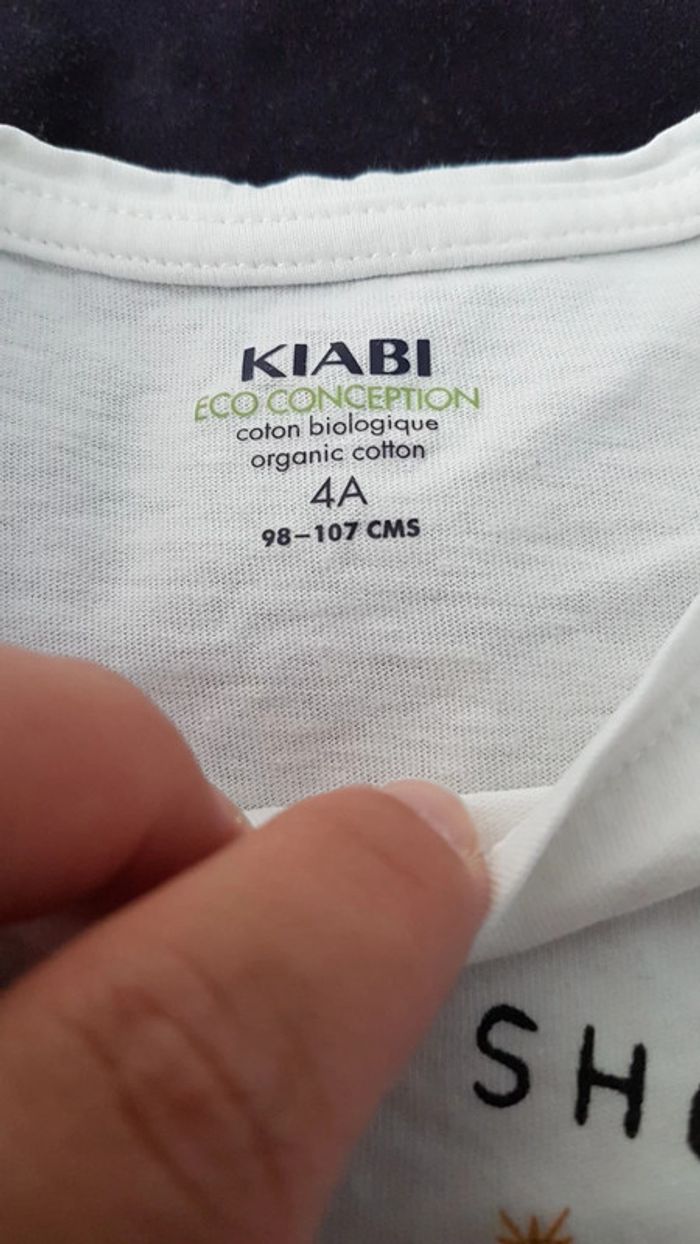 KIABI
ECO CONCEPTION
coton biologique
organic cotton
4A
98-107 CMS
SH